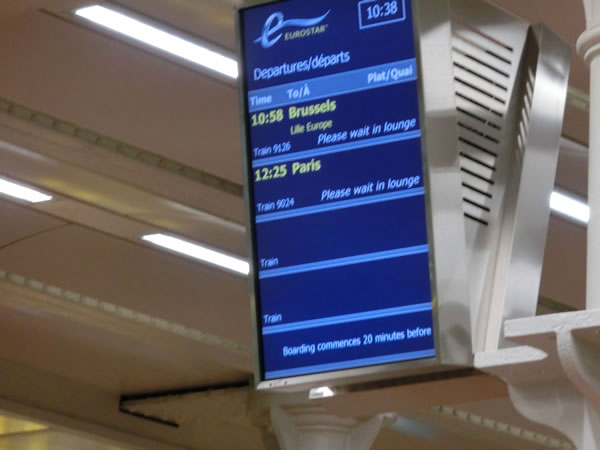 10:38
e
EUROSTAR™
Departures/départs
Time To/À Plat/Quai
10:58 Brussels
Lille Europe
Train 9126 Please wait in lounge
12:25 Paris
Train 9024 Please wait in lounge
Train
Train
Boarding commences 20 minutes before